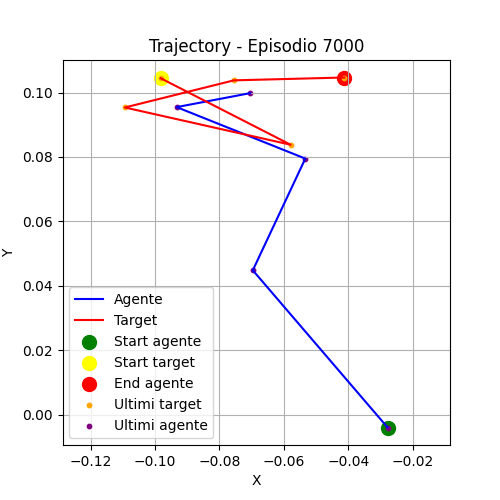 Trajectory - Episodio 7000
0.10
0.08
0.06
0.04
0.02
0.00
Y
Agente
Target
Start agente
Start target
End agente
Ultimi target
Ultimi agente
−0.12 −0.10 −0.08 −0.06 −0.04 −0.02
X